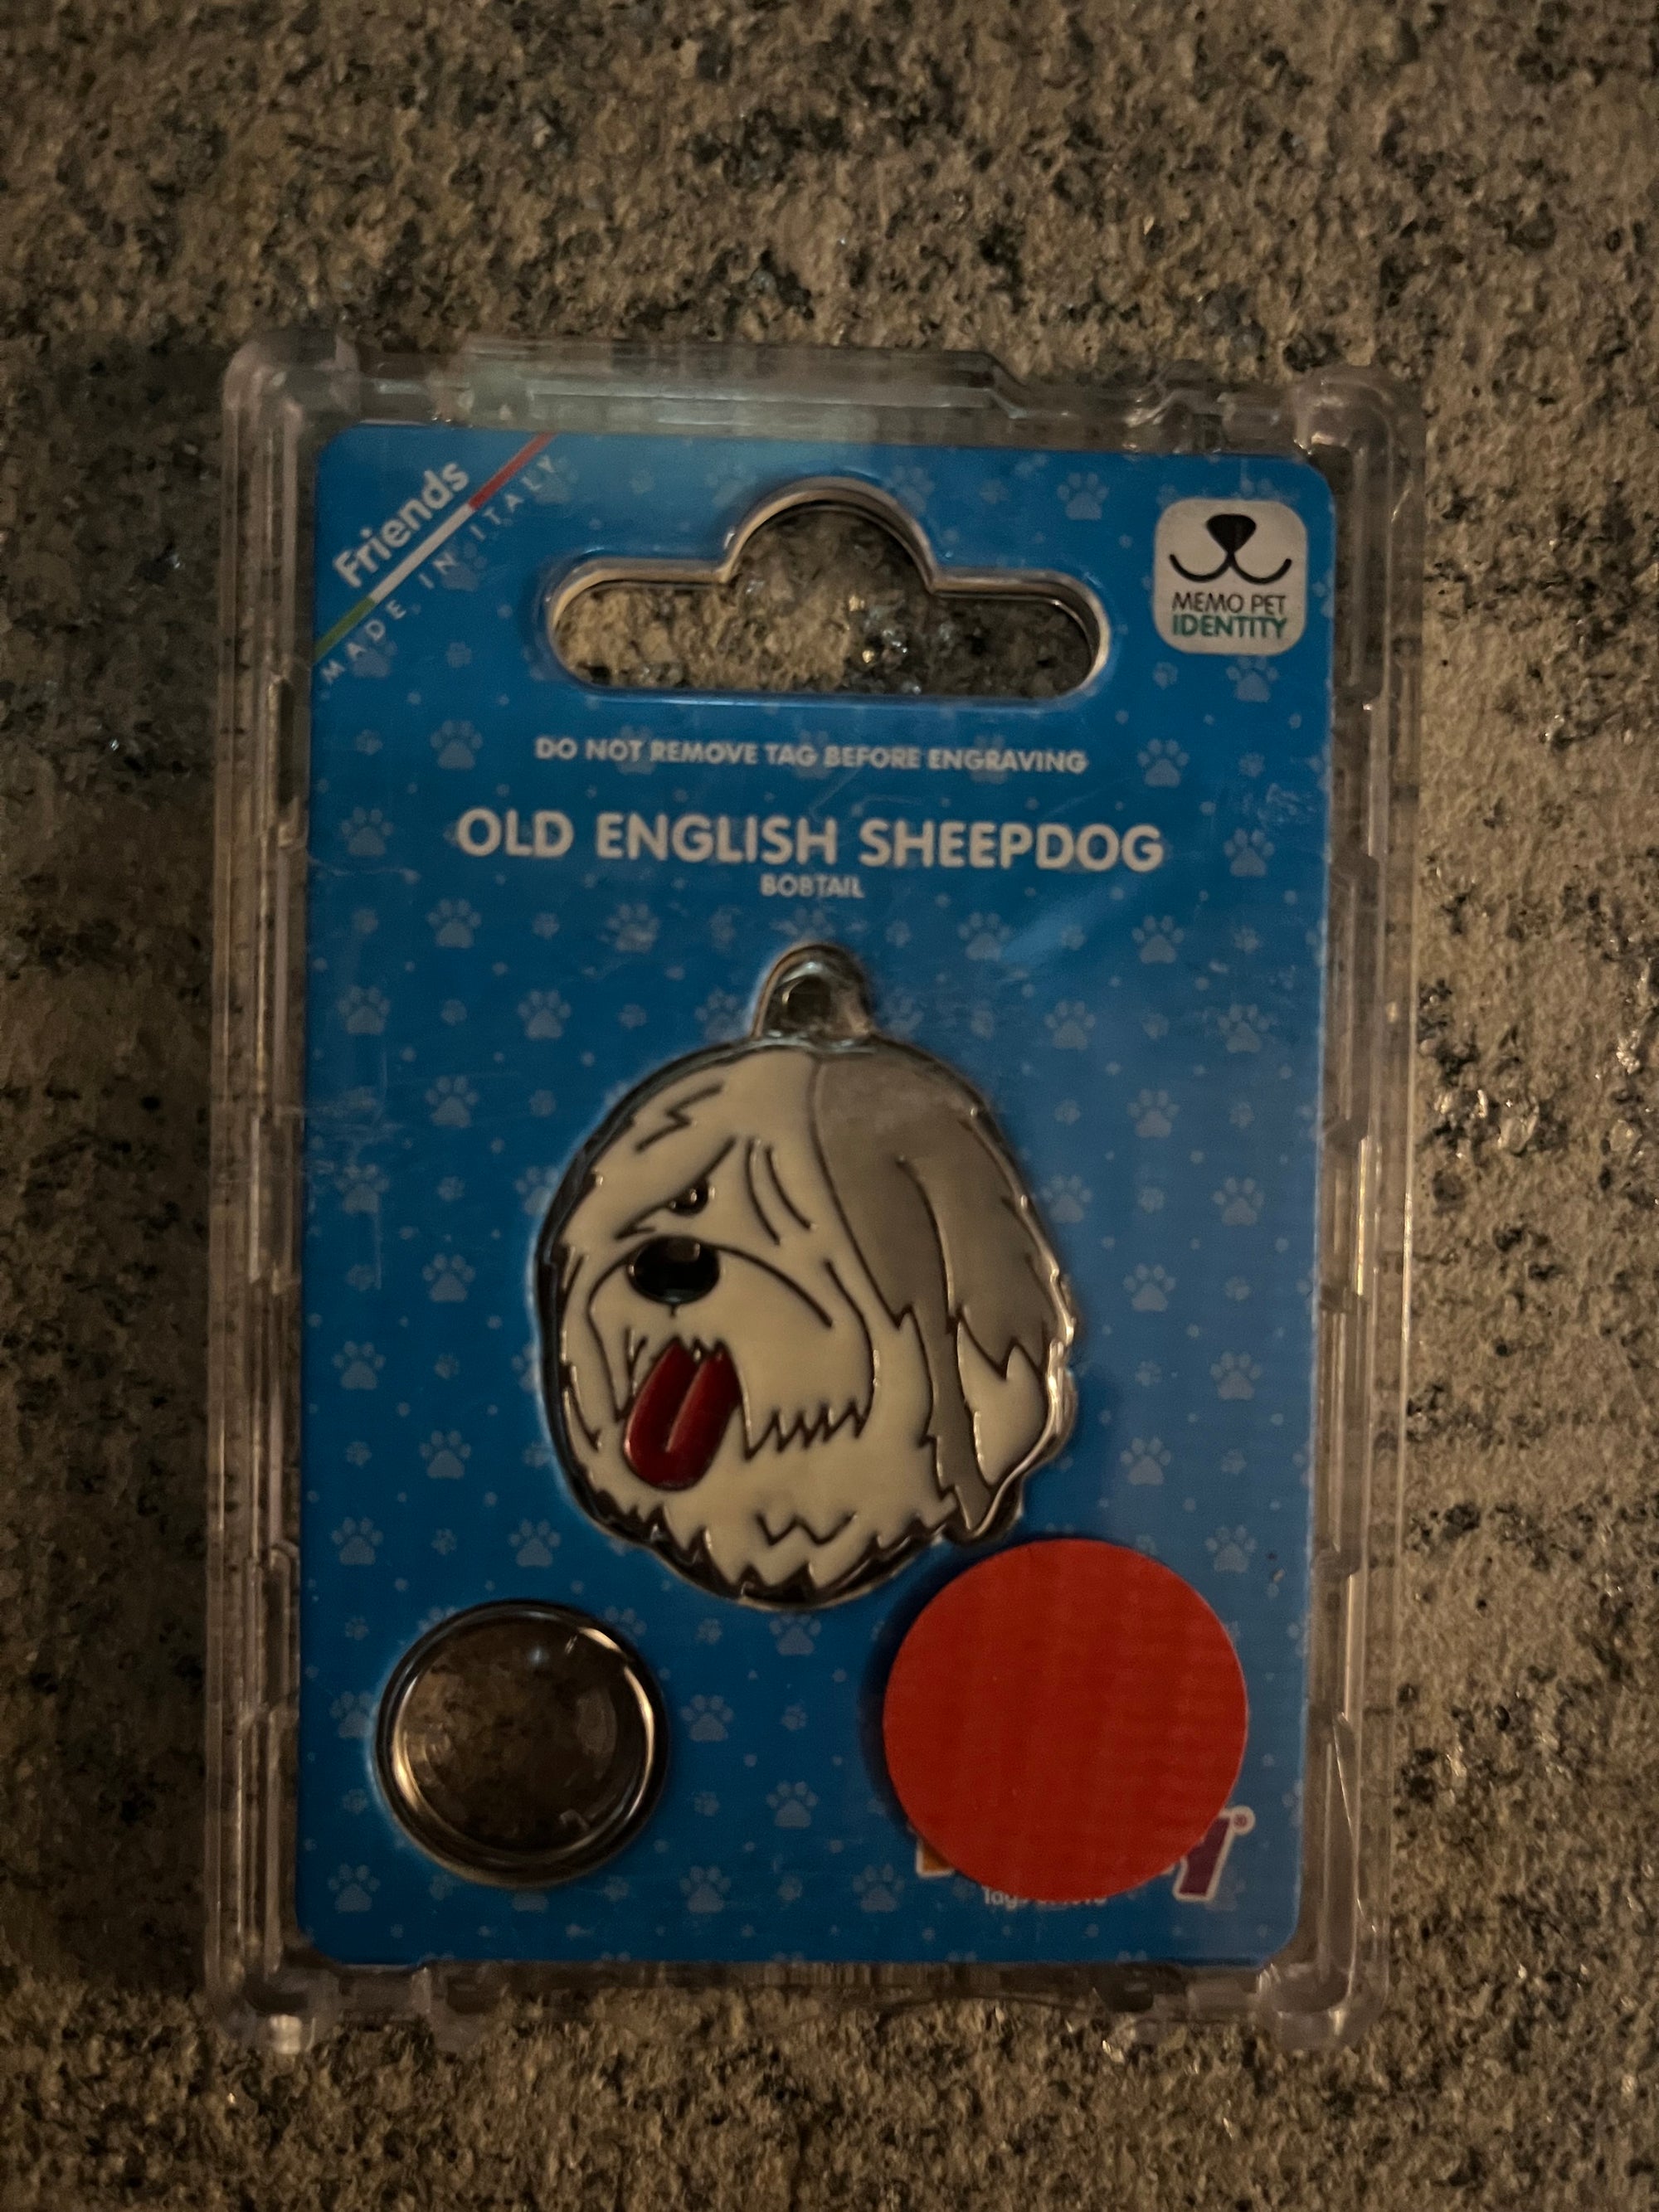 Friends
MADE IN ITALY
MEMO PET
IDENTITY
DO NOT REMOVE TAG BEFORE ENGRAVING
OLD ENGLISH SHEEPDOG
BOBTAIL